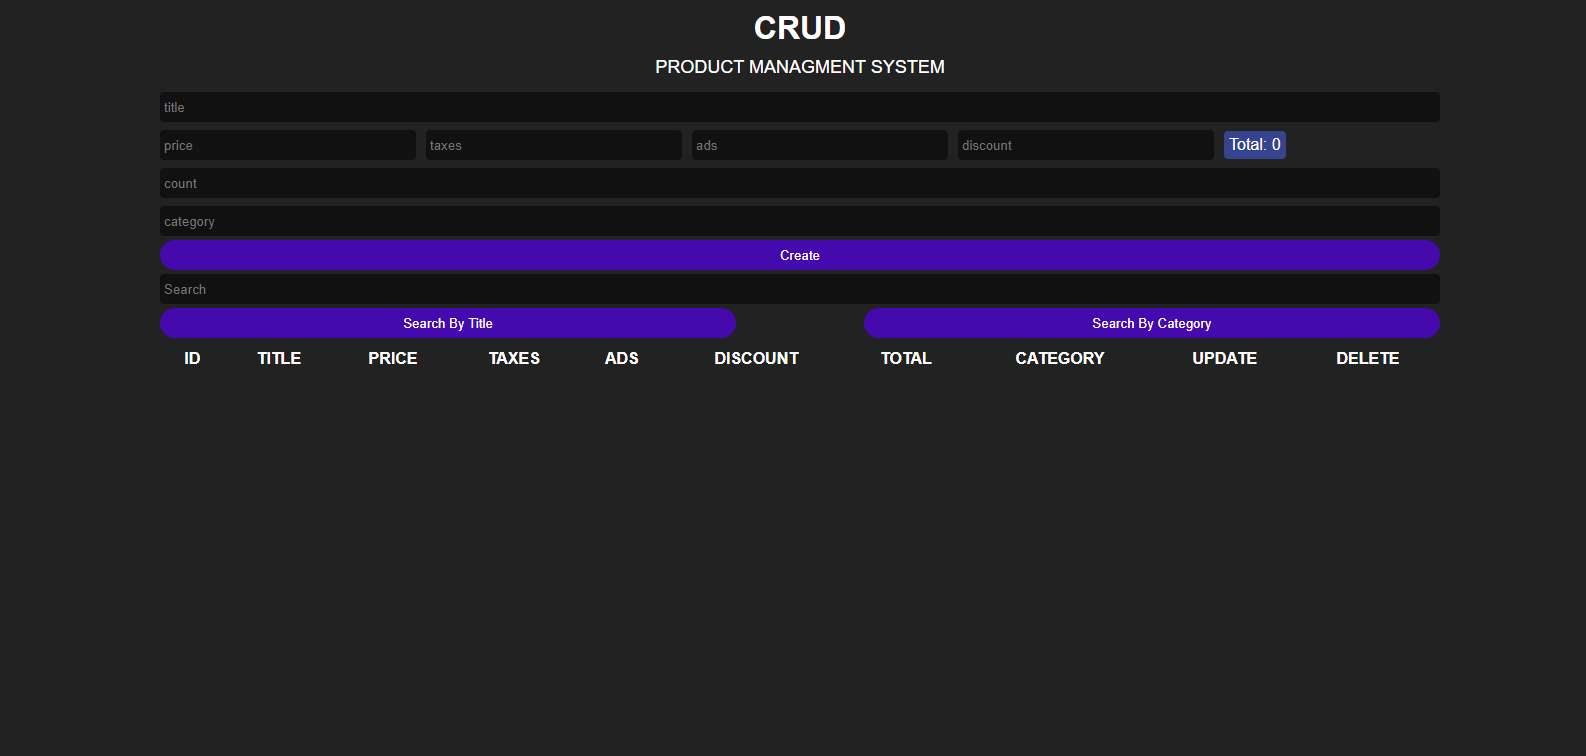 CRUD
PRODUCT MANAGMENT SYSTEM
title
price taxes ads discount Total: 0
count
category
Create
Search
Search By Title Search By Category
ID TITLE PRICE TAXES ADS DISCOUNT TOTAL CATEGORY UPDATE DELETE